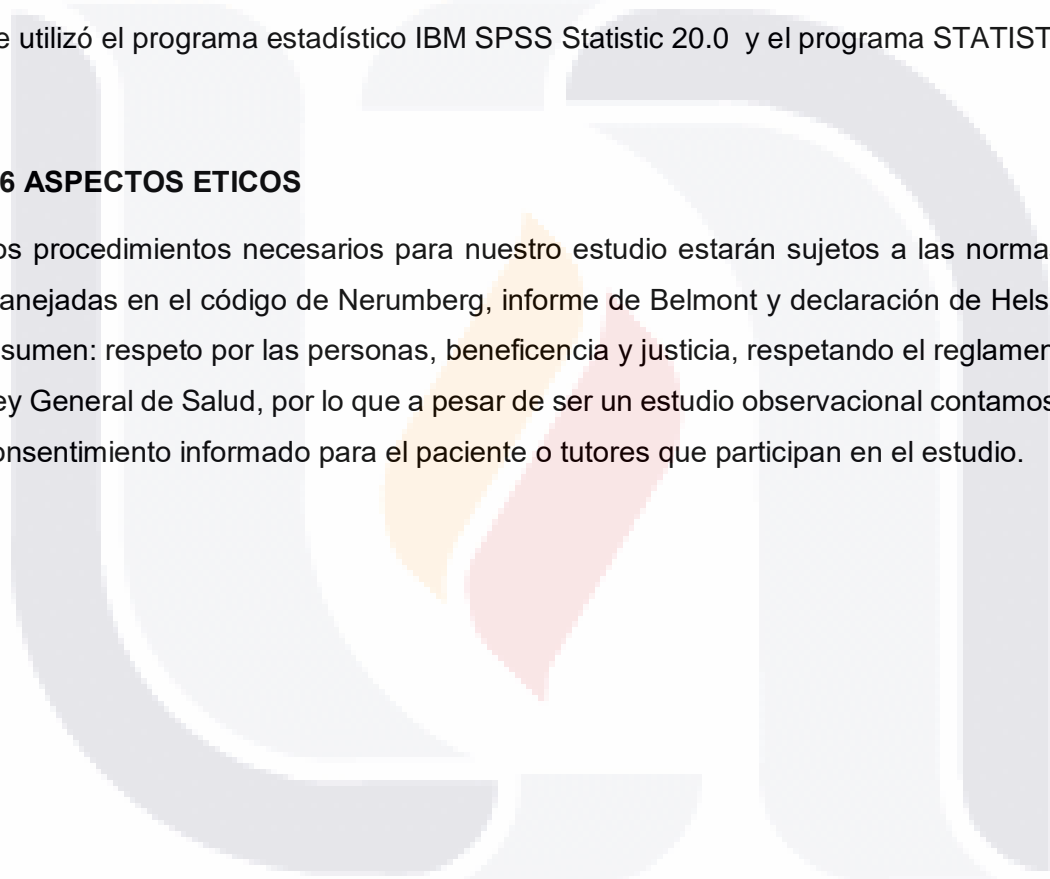 e utilizó el programa estadístico IBM SPSS Statistic 20.0 y el programa STATIST
6 ASPECTOS ETICOS
os procedimientos necesarios para nuestro estudio estarán sujetos a las norma
anejadas en el código de Nerumberg, informe de Belmont y declaración de Hels
sumen: respeto por las personas, beneficencia y justicia, respetando el reglamen
ey General de Salud, por lo que a pesar de ser un estudio observacional contamos
onsentimiento informado para el paciente o tutores que participan en el estudio.